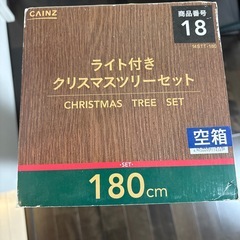 CAINZ
商品番号
18
ライト付き
クリスマスツリーセット
CHRISTMAS TREE SET
空箱
-SET-
180cm